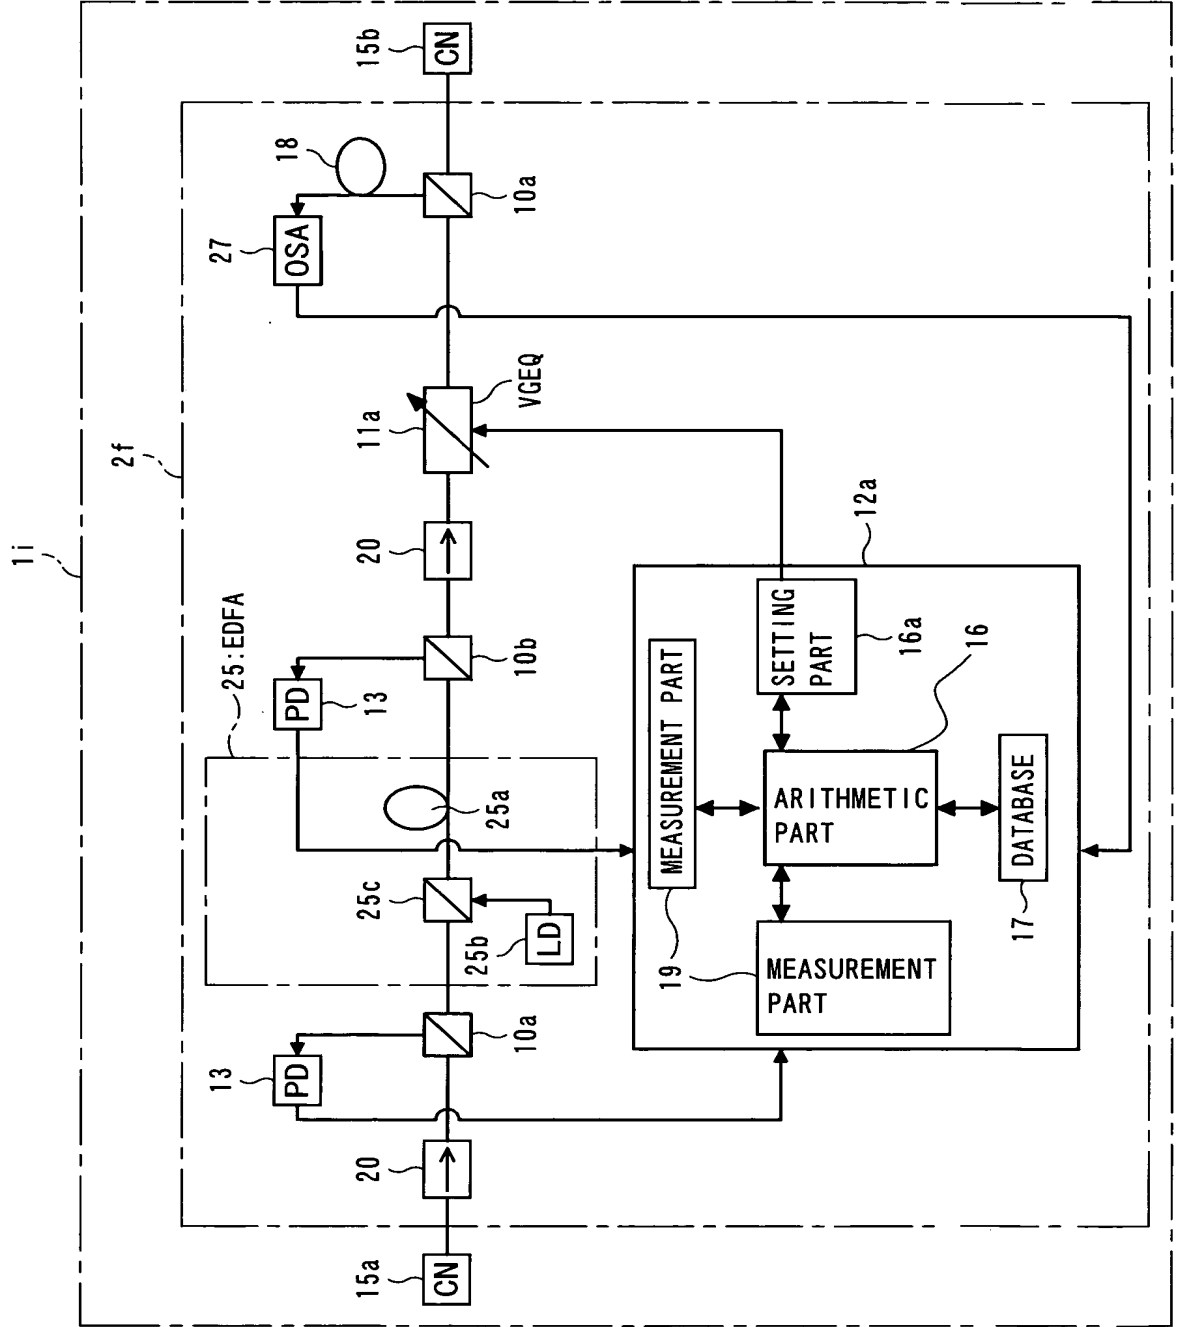 1i
2f
25:EDFA
18
27
OSA
PD
13
13
PD
15a
CN
20
10a
25c
25a
25b
LD
10b
20
11a
VGEQ
10a
15b
CN
12a
MEASUREMENT PART
19
MEASUREMENT
PART
ARITHMETIC
PART
16
SETTING
PART
16a
DATABASE
17